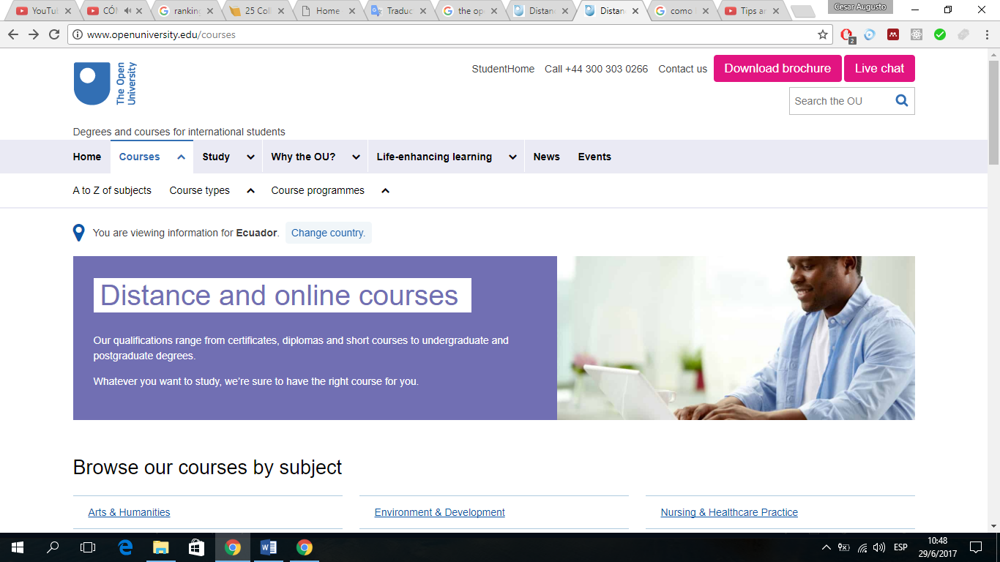 YouTu
CÓM
ranking
25 Coll
Home
Traduc
the op
Distan
Distan
como
Tips an
Cesar Augusto
www.openuniversity.edu/courses
2
The Open
University
StudentHome Call +44 300 303 0266 Contact us Download brochure Live chat
Search the OU
Degrees and courses for international students
Home Courses Study Why the OU? Life-enhancing learning News Events
A to Z of subjects Course types Course programmes
You are viewing information for Ecuador. Change country.
Distance and online courses
Our qualifications range from certificates, diplomas and short courses to undergraduate and
postgraduate degrees.
Whatever you want to study, we're sure to have the right course for you.
Browse our courses by subject
Arts & Humanities Environment & Development Nursing & Healthcare Practice
ESP
10:48
29/6/2017